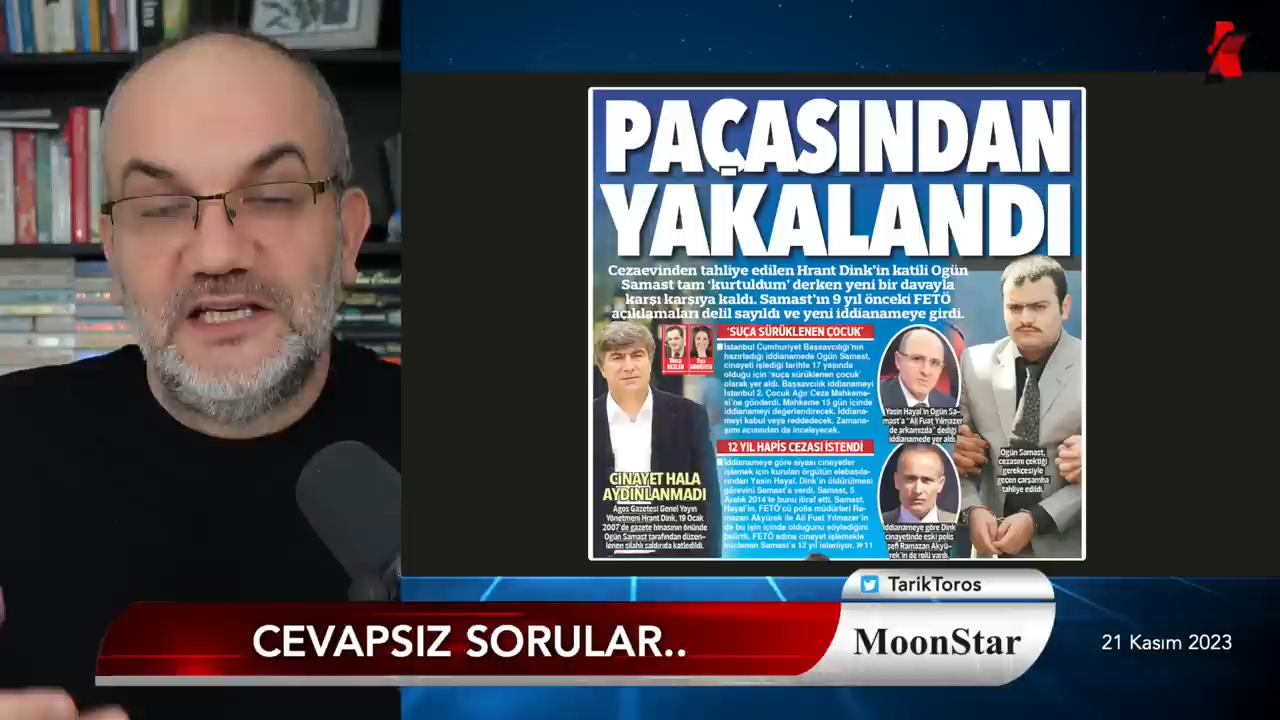 PAÇASINDAN
YAKALANDI
Cezaevinden tahliye edilen Hrant Dink'in katili Ogün
Samast tam 'kurtuldum' derken yeni bir davayla
karşı karşıya kaldı. Samast'ın 9 yıl önceki FETÖ
açıklamaları delil sayıldı ve yeni iddianameye girdi.
'SUÇA SÜRÜKLENEN ÇOCUK'
İstanbul Cumhuriyet Başsavcılığı'nın
hazırladığı iddianamede Ogün Samast,
cinayeti işlediği tarihte 17 yaşında
olduğu için 'suça sürüklenen çocuk'
olarak yer aldı. Başsavcılık iddianameyi
İstanbul 2. Çocuk Ağır Ceza Mahkeme-
si'ne gönderdi. Mahkeme 15 gün içinde
iddianameyi değerlendirecek. İddiana-
meyi kabul veya reddedecek. Zamana-
şımı açısından da inceleyecek.
12 YIL HAPİS CEZASI İSTENDİ
İddianameye göre siyasi cinayetler
işlemek için kurulan örgütün elebaşıla-
rından Yasin Hayal, Dink'in öldürülmesi
görevini Samast'a verdi. Samast, 5
Aralık 2014'te bunu itiraf etti. Samast,
Hayal'in, FETÖ'cü polis müdürleri Ra-
mazan Akyürek ile Ali Fuat Yılmazer'in
de bu işin içinde olduğunu söylediğini
belirtti. FETÖ adına cinayet işlemekle
suçlanan Samast'a 12 yıl isteniyor. » 11
CİNAYET HALA
AYDINLANMADI
Agos Gazetesi Genel Yayın
Yönetmeni Hrant Dink, 19 Ocak
2007'de gazete binasının önünde
Ogün Samast tarafından düzen-
lenen silahlı saldırıda katledildi.
Yasin Hayal'in Ogün Sa-
mast'a "Ali Fuat Yılmazer
de arkamızda" dediği
iddianamede yer aldı.
İddianameye göre Dink
cinayetinde eski polis
şefi Ramazan Akyü-
rek'in de rolü vardı.
Ogün Samast,
cezasını çektiği
gerekçesiyle
geçen çarşamba
tahliye edildi.
TarikToros
CEVAPSIZ SORULAR..
MoonStar
21 Kasım 2023